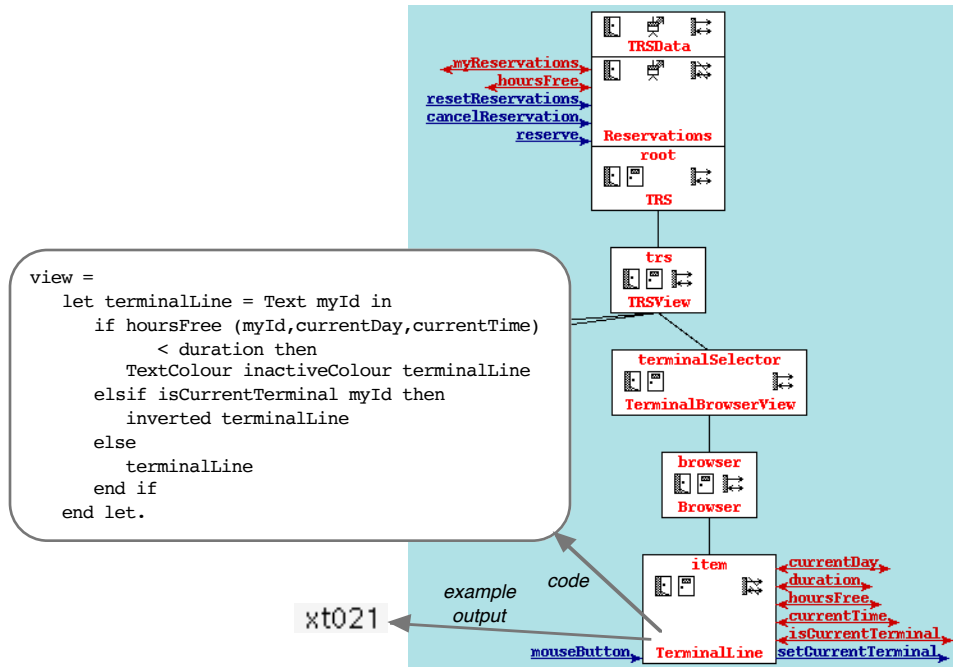 TRSData
myReservations
hoursFree
resetReservations
cancelReservation
reserve
Reservations
root
TRS
trs
TRSView
view =
let terminalLine = Text myId in
if hoursFree (myId,currentDay,currentTime)
< duration then
TextColour inactiveColour terminalLine
elsif isCurrentTerminal myId then
inverted terminalLine
else
terminalLine
end if
end let.
terminalSelector
TerminalBrowserView
browser
Browser
item
currentDay
duration
hoursFree
currentTime
isCurrentTerminal
mouseButton
TerminalLine
setCurrentTerminal
code
example
output
xt021